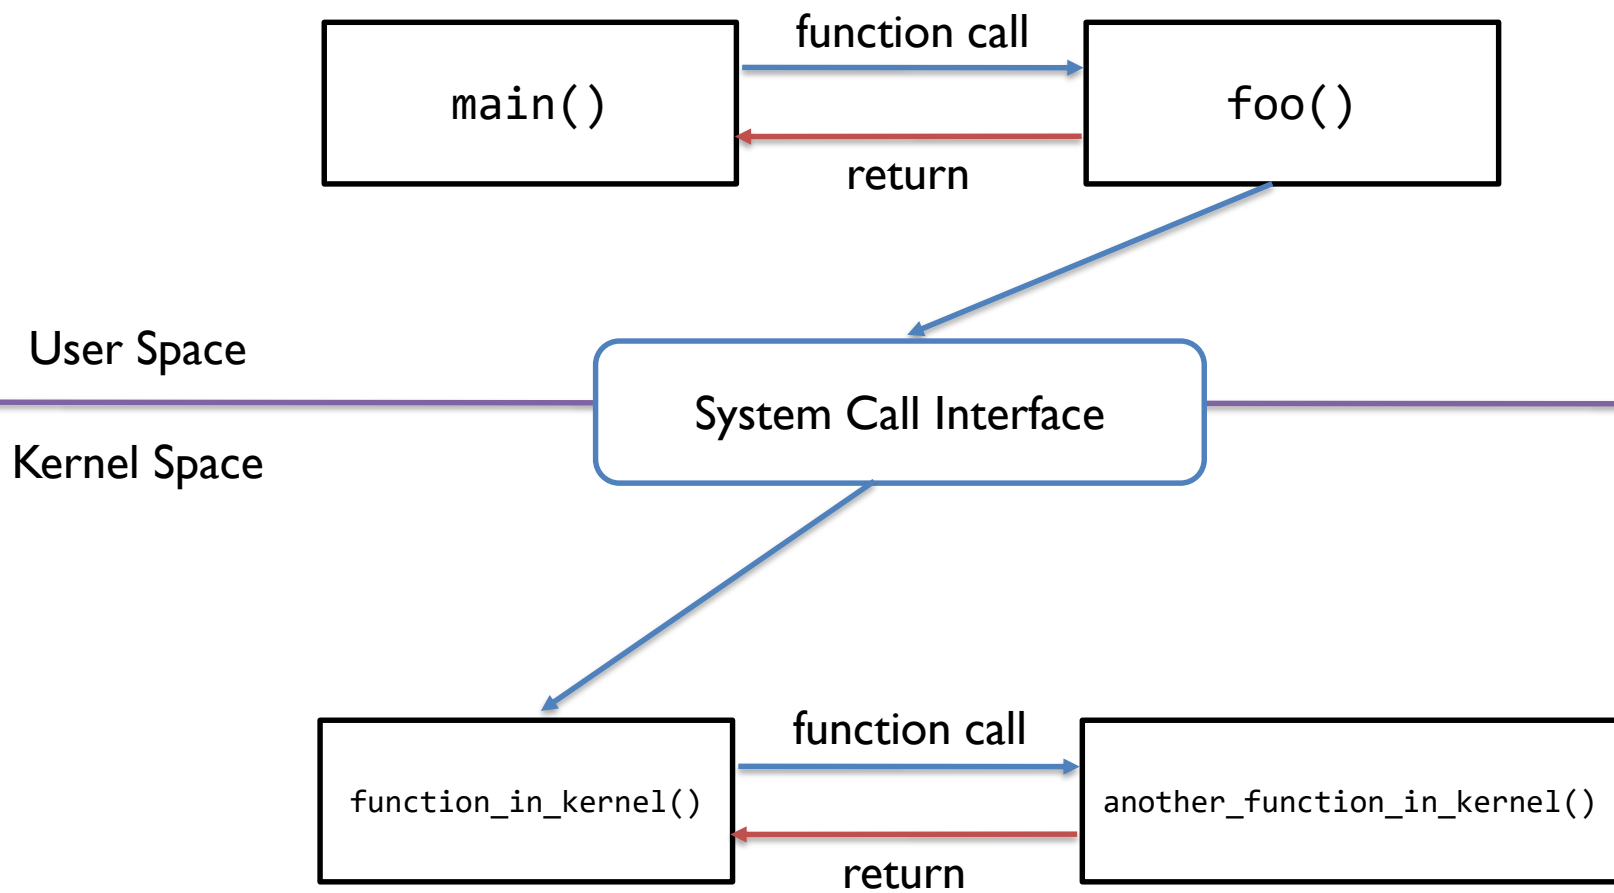 function call
main()
foo()
return
User Space
System Call Interface
Kernel Space
function call
function_in_kernel()
another_function_in_kernel()
return